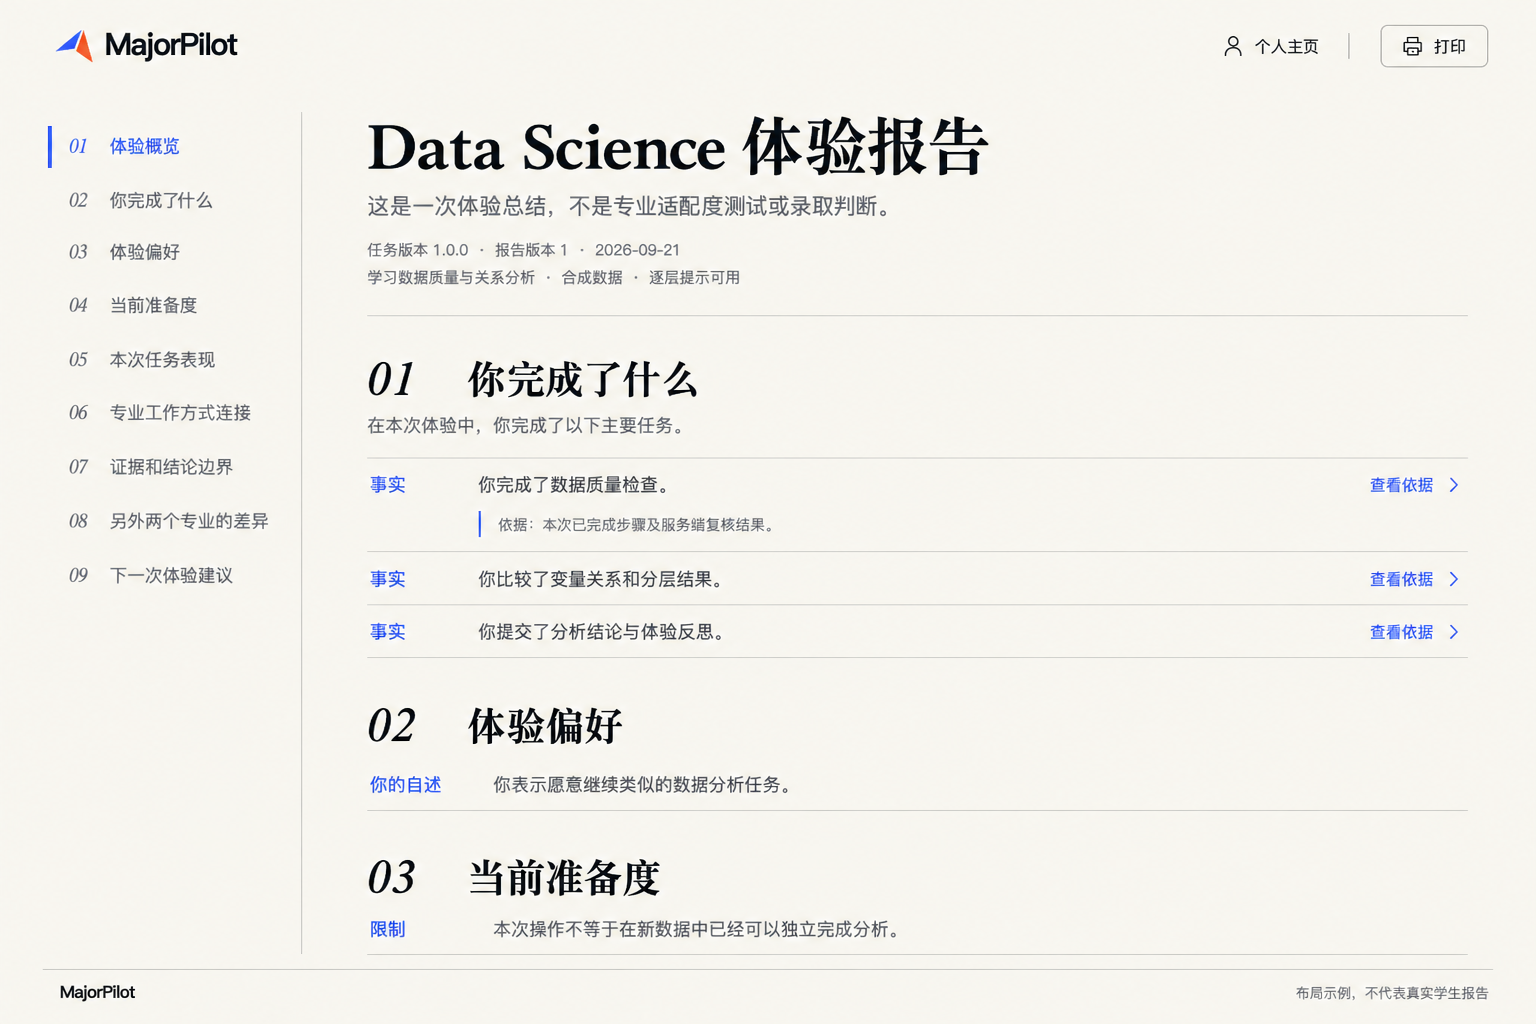 MajorPilot
个人主页
打印
01 体验概览
02 你完成了什么
03 体验偏好
04 当前准备度
05 本次任务表现
06 专业工作方式连接
07 证据和结论边界
08 另外两个专业的差异
09 下一次体验建议
Data Science 体验报告
这是一次体验总结，不是专业适配度测试或录取判断。
任务版本 1.0.0 · 报告版本 1 · 2026-09-21
学习数据质量与关系分析 · 合成数据 · 逐层提示可用
01 你完成了什么
在本次体验中，你完成了以下主要任务。
事实 你完成了数据质量检查。 查看依据
依据：本次已完成步骤及服务端复核结果。
事实 你比较了变量关系和分层结果。 查看依据
事实 你提交了分析结论与体验反思。 查看依据
02 体验偏好
你的自述 你表示愿意继续类似的数据分析任务。
03 当前准备度
限制 本次操作不等于在新数据中已经可以独立完成分析。
MajorPilot
布局示例，不代表真实学生报告